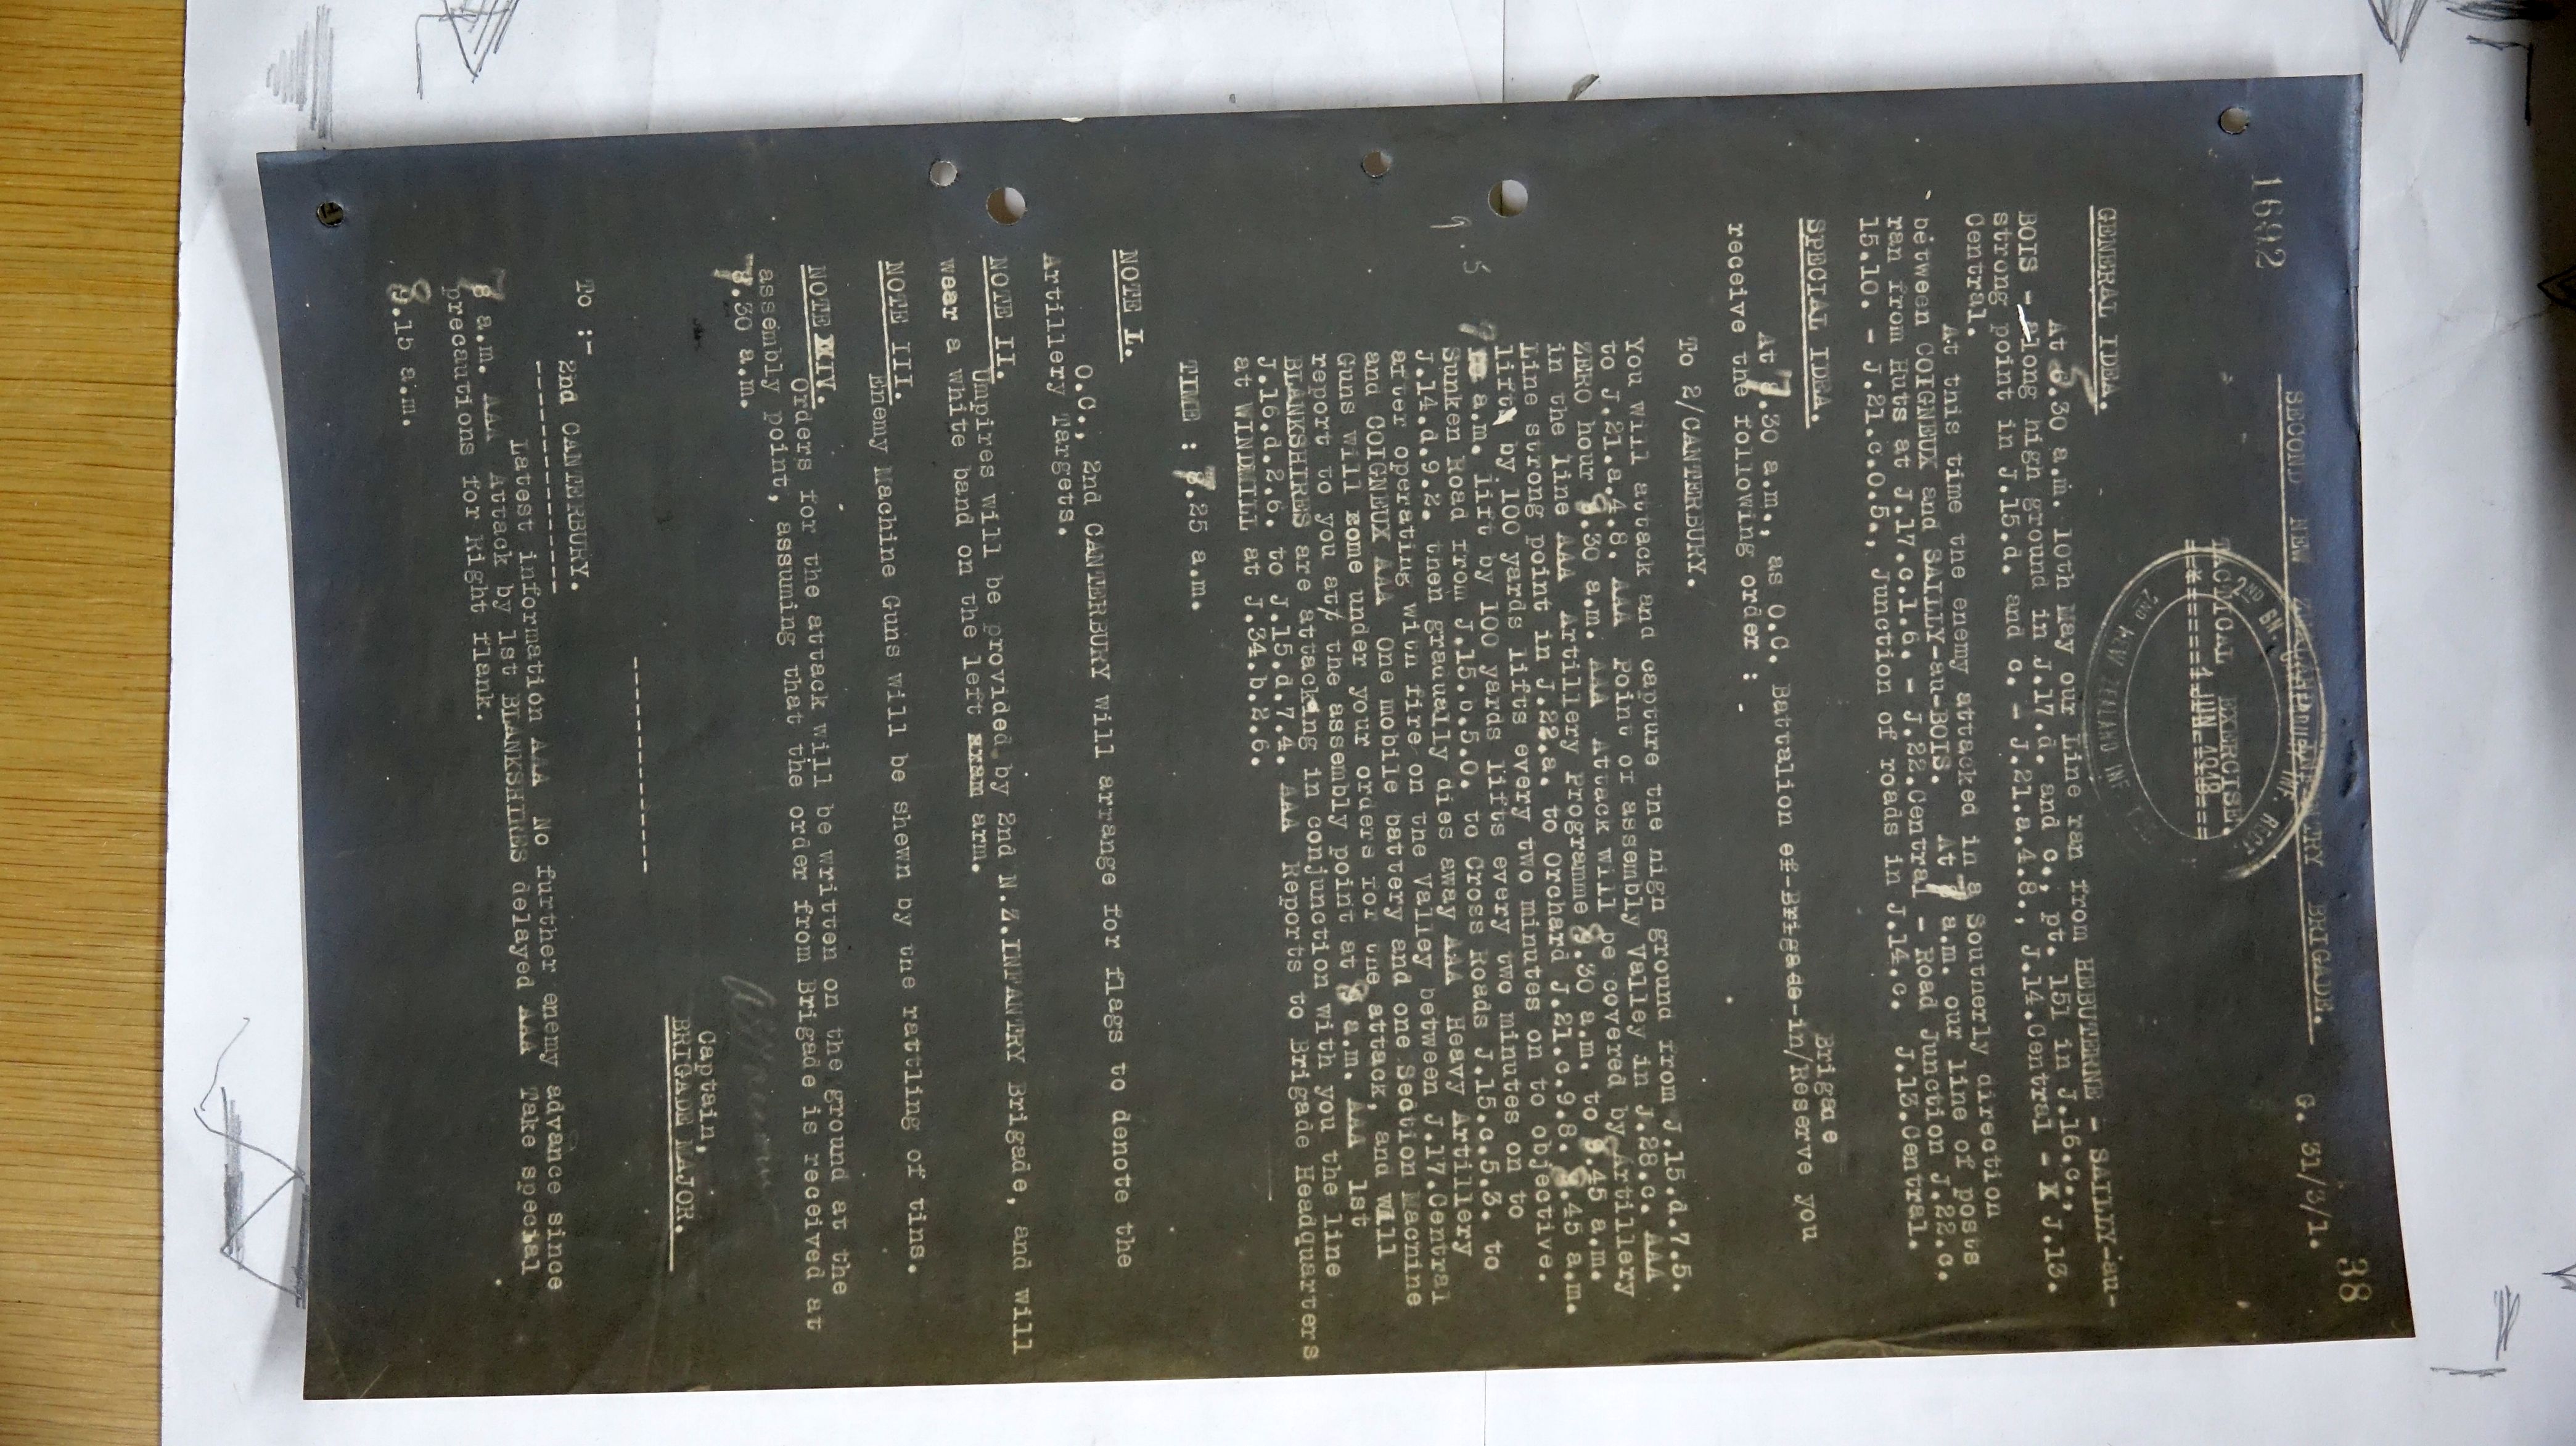 1692
38
SECOND NEW BRIGADE. G. 31/3/1.
TACTICAL EXERCISE.
2ND BN. CANTERBURY INF. REGT.
1 JUN 1918
2ND NEW ZEALAND INF.
GENERAL IDEA.
At 5.30 a.m. 10th May our Line ran from HEBUTERNE - SAILLY-au-
BOIS - along high ground in J.17.d. and c., pt. 151 in J.16.c.,
strong point in J.15.d. and c. - J.21.a.4.8., J.14.Central - K J.13.
Central.
At this time the enemy attacked in a Southerly direction
between COIGNEUX and SAILLY-au-BOIS. At 7 a.m. our line of posts
ran from Huts at J.17.c.1.6. - J.22.Central - Road Junction J.22.c.
15.10. - J.21.c.0.5., Junction of roads in J.14.c. J.13.Central.
SPECIAL IDEA.
Brigade
At 7.30 a.m., as O.C. Battalion of Brigade in/Reserve you
receive the following order :
To 2/CANTERBURY.
You will attack and capture the high ground from J.15.d.7.5.
to J.21.a.4.8. AAA Point of assembly Valley in J.28.c. AAA
ZERO hour .30 a.m. AAA Attack will be covered by Artillery
in the line AAA Artillery Programme 8.30 a.m. to .45 a.m.
Line strong point in J.22.a. to Orchard J.21.c.9.8. .45 a.m.
lift by 100 yards lifts every two minutes on to objective.
9.5
9 a.m. lift by 100 yards lifts every two minutes on to
Sunken Road from J.15.b.5.0. to Cross Roads J.15.c.5.3. to
J.14.d.9.2. then gradually dies away AAA Heavy Artillery
after operating with fire on the Valley between J.17.Central
and COIGNEUX AAA One mobile battery and one Section Machine
Guns will come under your orders for the attack, and will
report to you at/ the assembly point at 8 a.m. AAA 1st
BLANKSHIRES are attacking in conjunction with you the line
J.16.d.2.6. to J.15.d.7.4. AAA Reports to Brigade Headquarters
at WINDMILL at J.34.b.2.6.
TIME : 7.25 a.m.
NOTE I.
O.C., 2nd CANTERBURY will arrange for flags to denote the
Artillery Targets.
NOTE II.
Umpires will be provided by 2nd N.Z.INFANTRY Brigade, and will
wear a white band on the left arm.
NOTE III.
Enemy Machine Guns will be shewn by the rattling of tins.
NOTE IV.
Orders for the attack will be written on the ground at the
assembly point, assuming that the order from Brigade is received at
7.30 a.m.
Captain,
BRIGADE MAJOR.
To :-
2nd CANTERBURY.
Latest information AAA No further enemy advance since
7 a.m. AAA Attack by 1st BLANKSHIRES delayed AAA Take special
precautions for Right flank.
8.15 a.m.